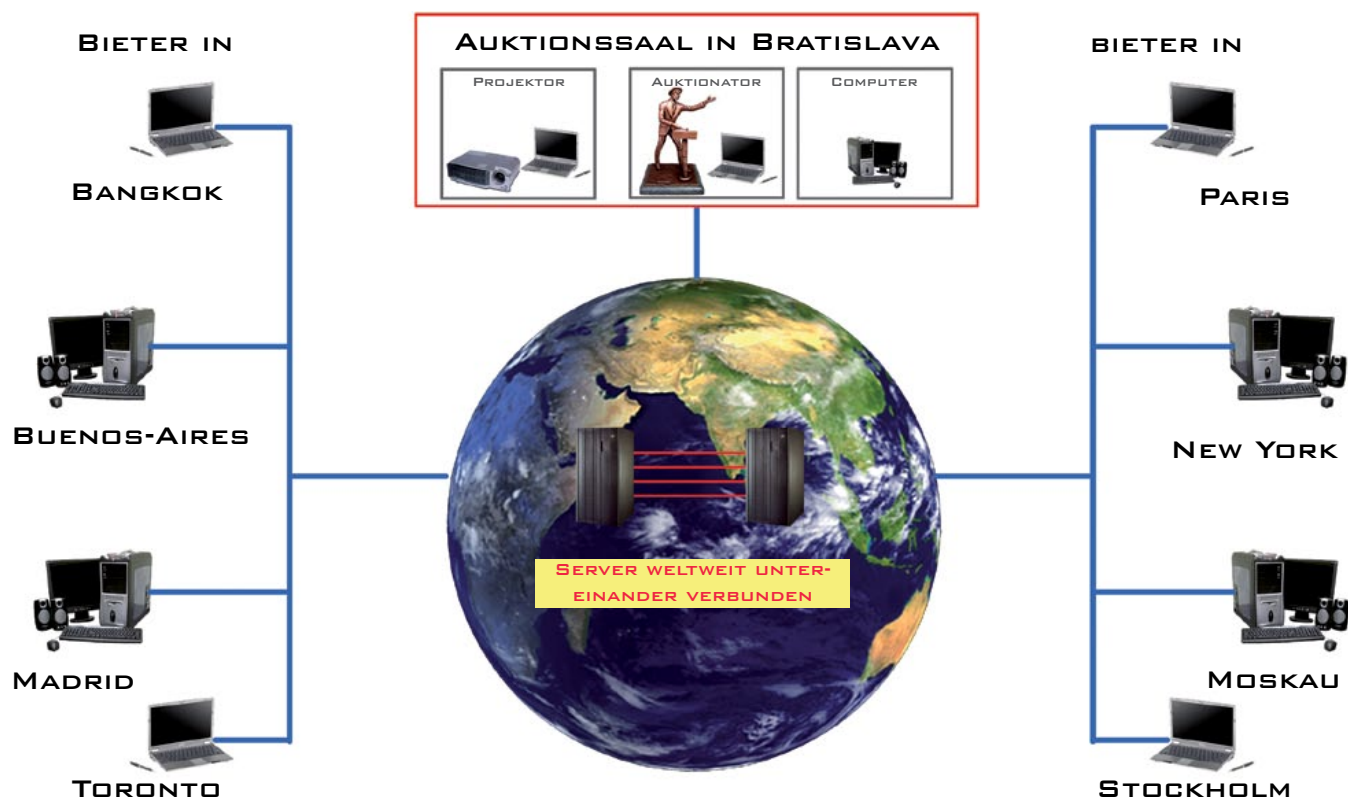 Bieter in
Bangkok
Buenos-Aires
Madrid
Toronto
Auktionssaal in Bratislava
Projektor
Auktionator
Computer
Server weltweit unter-
einander verbunden
bieter in
Paris
New York
Moskau
Stockholm